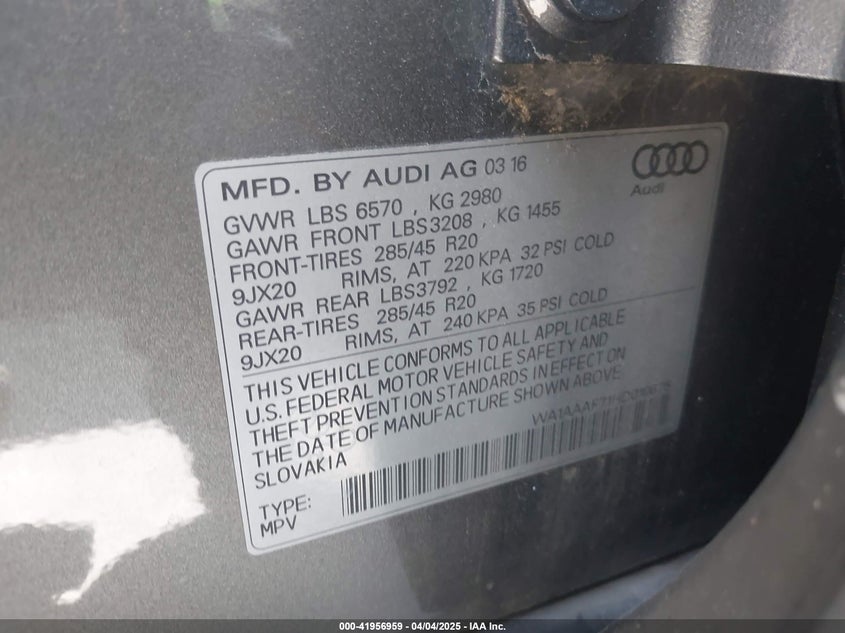 MFD. BY AUDI AG 03 16
Audi
GVWR LBS 6570 , KG 2980
GAWR FRONT LBS3208 , KG 1455
FRONT-TIRES 285/45 R20
9JX20 RIMS, AT 220 KPA 32 PSI COLD
GAWR REAR LBS3792 , KG 1720
REAR-TIRES 285/45 R20
9JX20 RIMS, AT 240 KPA 35 PSI COLD
THIS VEHICLE CONFORMS TO ALL APPLICABLE
U.S. FEDERAL MOTOR VEHICLE SAFETY AND
THEFT PREVENTION STANDARDS IN EFFECT ON
THE DATE OF MANUFACTURE SHOWN ABOVE
SLOVAKIA
TYPE:
MPV
000-41956959 - 04/04/2025 - IAA Inc.